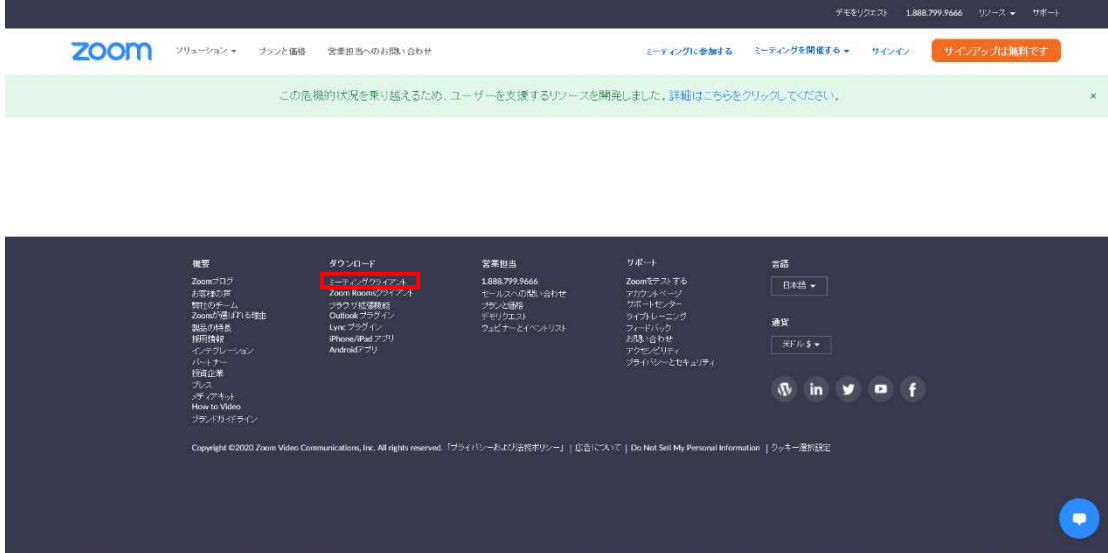 デモをリクエスト 1.888.799.9666 リソース サポート
zoom ソリューション プランと価格 営業担当へのお問い合わせ ミーティングに参加する ミーティングを開催する サインイン サインアップは無料です
この危機的状況を乗り越えるため、ユーザーを支援するリソースを開発しました。詳細はこちらをクリックしてください。 ×
概要
Zoomブログ
お客様の声
弊社のチーム
Zoomが選ばれる理由
製品の特長
採用情報
インテグレーション
パートナー
投資企業
プレス
メディアキット
How to Video
ブランドガイドライン
ダウンロード
ミーティングクライアント
Zoom Roomsクライアント
ブラウザ拡張機能
Outlook プラグイン
Lync プラグイン
iPhone/iPad アプリ
Androidアプリ
営業担当
1.888.799.9666
セールスへの問い合わせ
プランと価格
デモリクエスト
ウェビナーとイベントリスト
サポート
Zoomをテストする
アカウントページ
サポートセンター
ライブトレーニング
フィードバック
お問い合わせ
アクセシビリティ
プライバシーとセキュリティ
言語
日本語
通貨
米ドル $
Copyright ©2020 Zoom Video Communications, Inc. All rights reserved. 「プライバシーおよび法務ポリシー」 | 広告について | Do Not Sell My Personal Information | クッキー選択設定